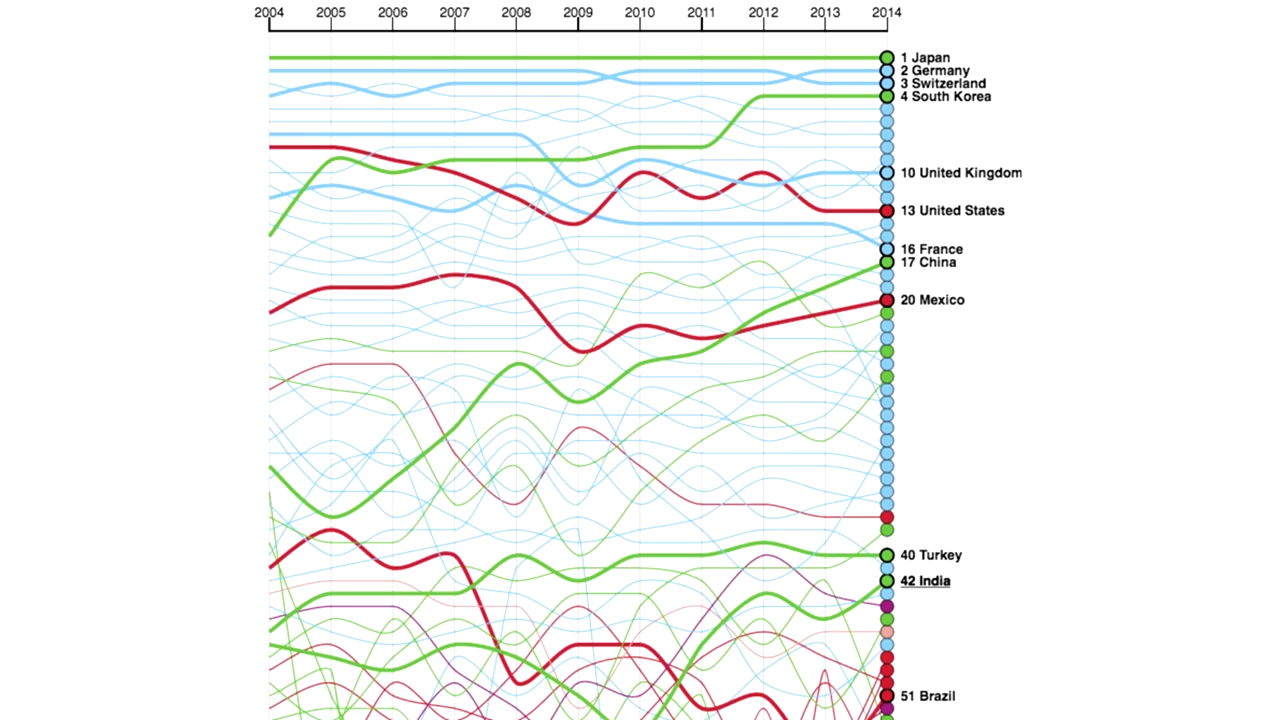 2004 2005 2006 2007 2008 2009 2010 2011 2012 2013 2014
1 Japan
2 Germany
3 Switzerland
4 South Korea
10 United Kingdom
13 United States
16 France
17 China
20 Mexico
40 Turkey
42 India
51 Brazil